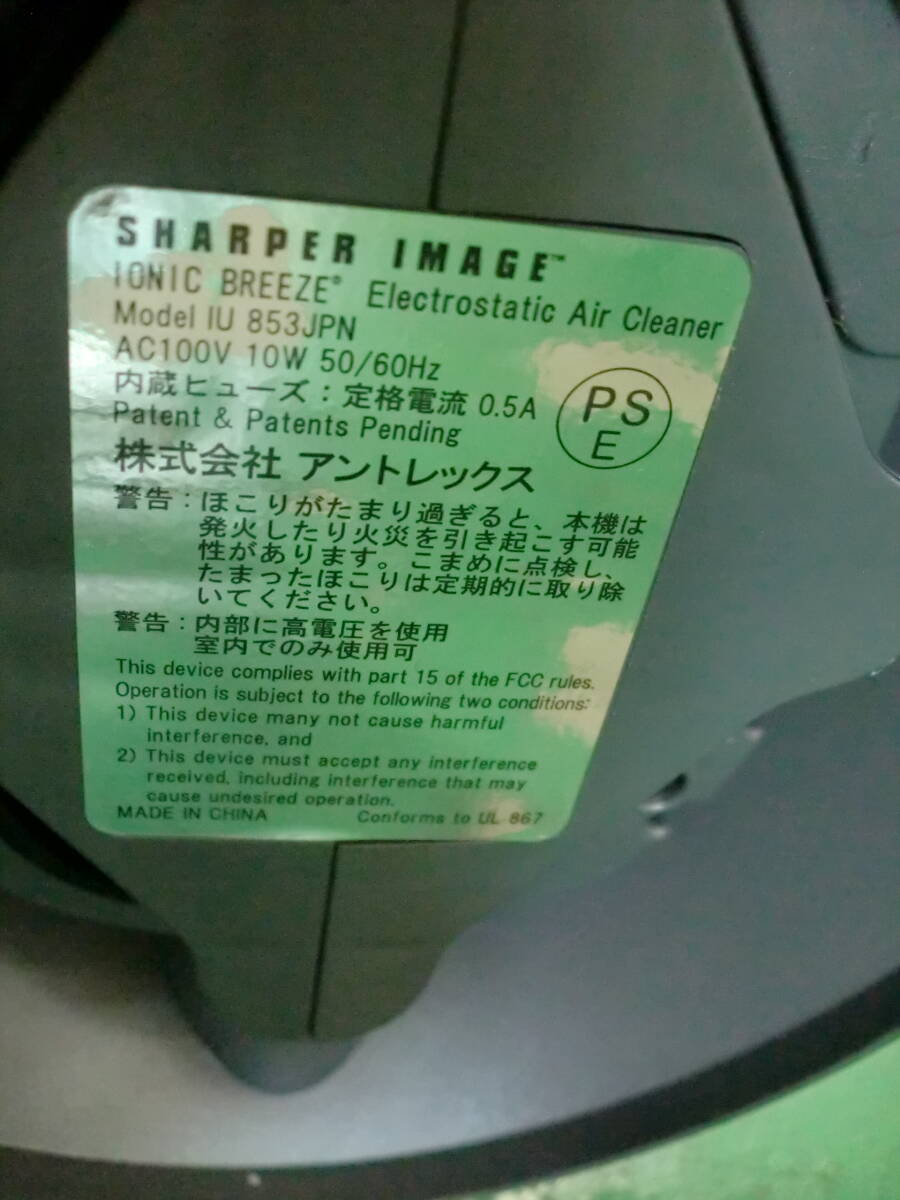 SHARPER IMAGE™
IONIC BREEZE® Electrostatic Air Cleaner
Model IU 853JPN
AC100V 10W 50/60Hz
内蔵ヒューズ：定格電流 0.5A
PS
E
Patent & Patents Pending
株式会社 アントレックス
警告：ほこりがたまり過ぎると、本機は
発火したり火災を引き起こす可能
性があります。こまめに点検し、
たまったほこりは定期的に取り除
いてください。
警告：内部に高電圧を使用
室内でのみ使用可
This device complies with part 15 of the FCC rules.
Operation is subject to the following two conditions:
1) This device many not cause harmful
interference, and
2) This device must accept any interference
received, including interference that may
cause undesired operation.
MADE IN CHINA Conforms to UL 867